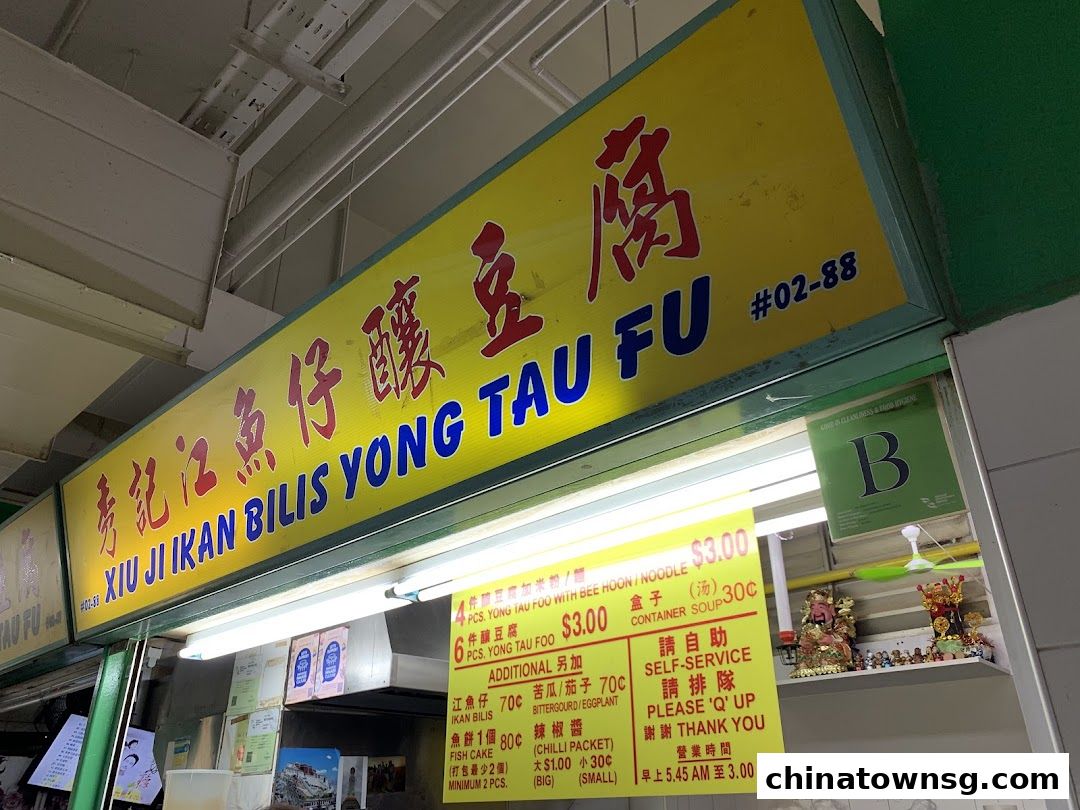 秀記江魚仔釀豆腐
#02-88 XIU JI IKAN BILIS YONG TAU FU #02-88
TAU FU
B
4 件釀豆腐加米粉 / 麵 $3.00
PCS. YONG TAU FOO WITH BEE HOON / NOODLE
6 件釀豆腐 $3.00
PCS. YONG TAU FOO
盒子 (汤) 30¢
CONTAINER SOUP
ADDITIONAL 另加
江魚仔 70¢
IKAN BILIS
苦瓜/茄子 70¢
BITTERGOURD / EGGPLANT
魚餅1個 80¢
FISH CAKE
(打包最少2個)
MINIMUM 2 PCS.
辣椒醬
(CHILLI PACKET)
大 $1.00 小 30¢
(BIG) (SMALL)
請自助
SELF-SERVICE
請排隊
PLEASE 'Q' UP
謝謝 THANK YOU
營業時間
早上 5.45 AM 至 3.00
chinatownsg.com